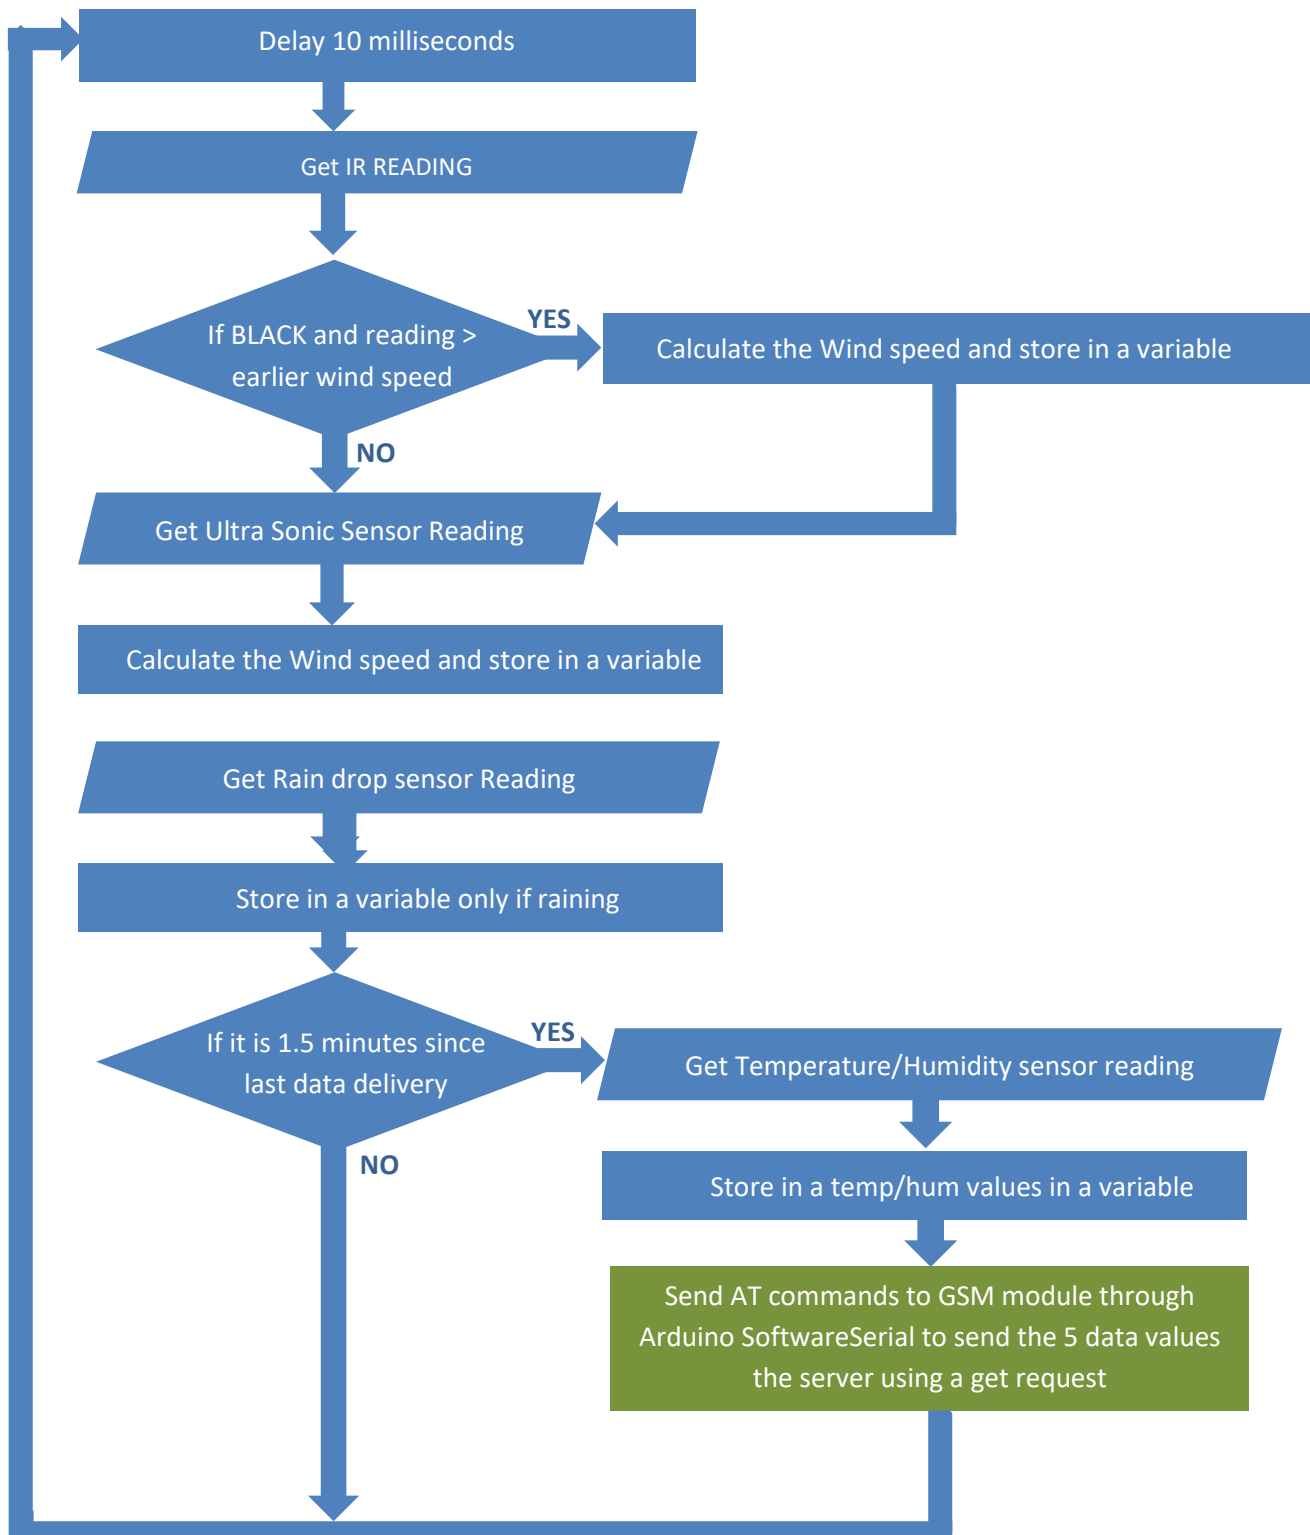 Delay 10 milliseconds
Get IR READING
If BLACK and reading >
earlier wind speed
YES
Calculate the Wind speed and store in a variable
NO
Get Ultra Sonic Sensor Reading
Calculate the Wind speed and store in a variable
Get Rain drop sensor Reading
Store in a variable only if raining
If it is 1.5 minutes since
last data delivery
YES
Get Temperature/Humidity sensor reading
NO
Store in a temp/hum values in a variable
Send AT commands to GSM module through
Arduino SoftwareSerial to send the 5 data values
the server using a get request